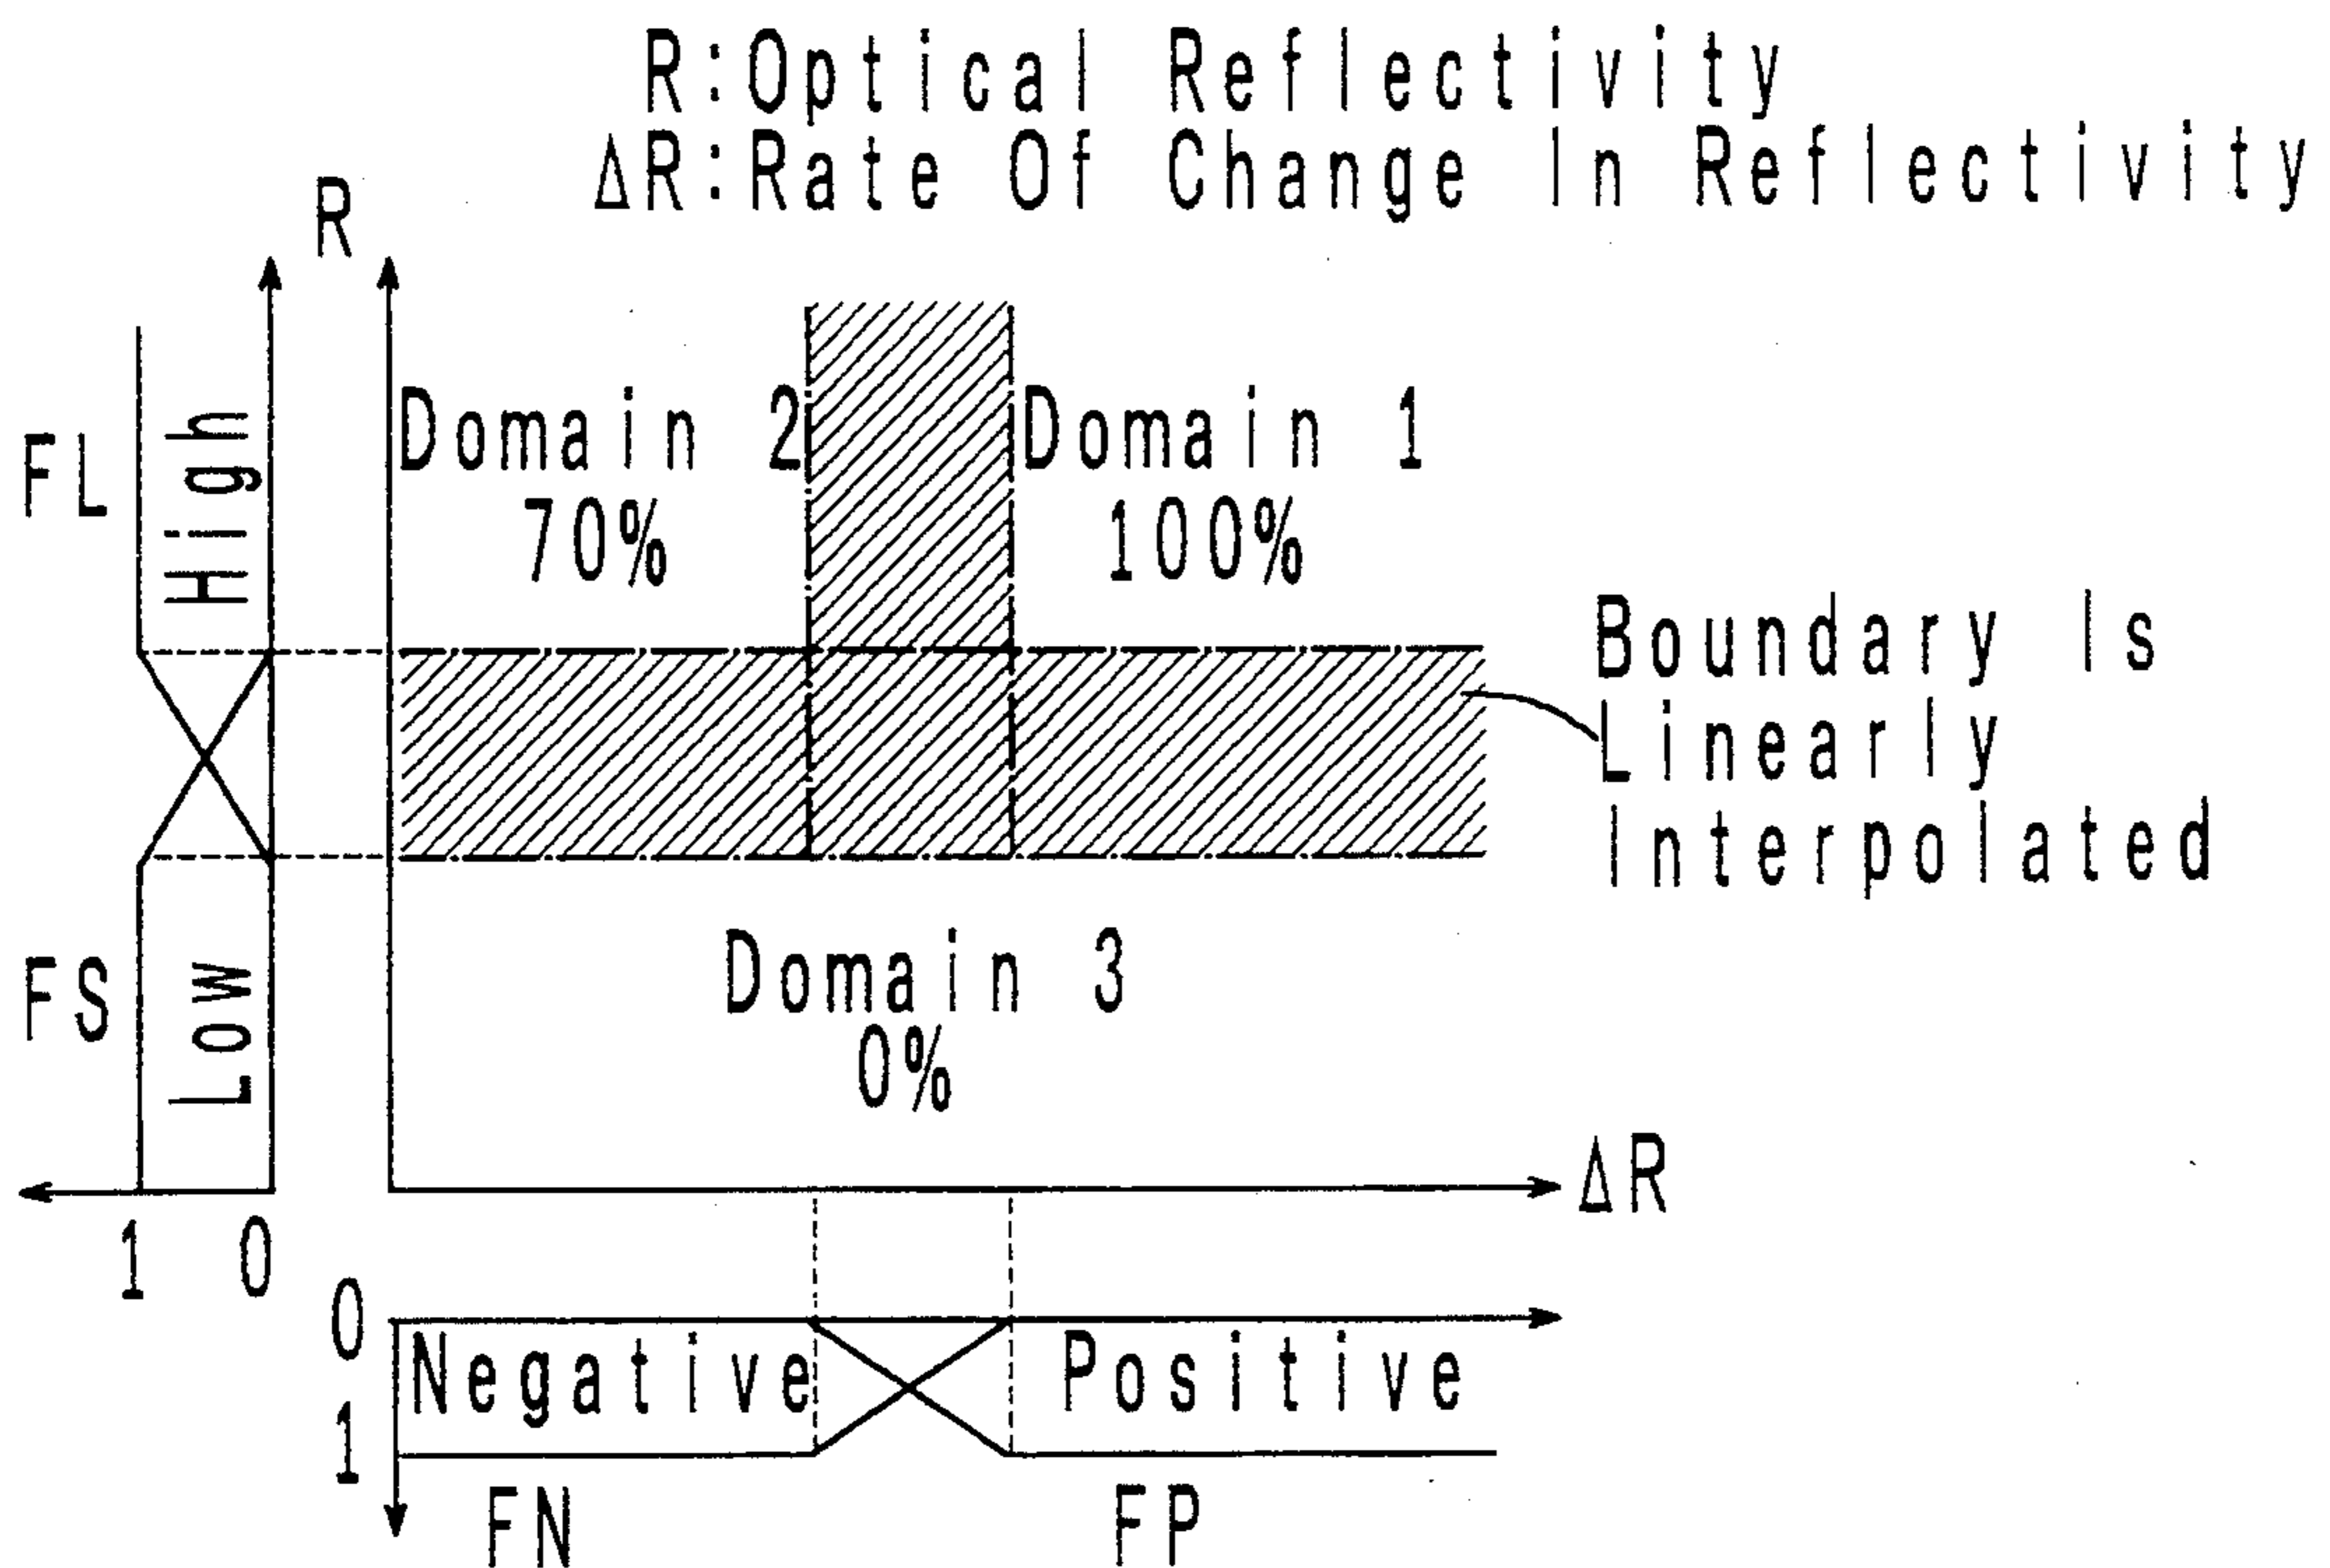 R:Optical Reflectivity
ΔR:Rate Of Change In Reflectivity
R
FL
High
Domain 2
70%
Domain 1
100%
Boundary Is
Linearly
Interpolated
FS
Low
Domain 3
0%
ΔR
1 0
0
Negative
Positive
1
FN
FP